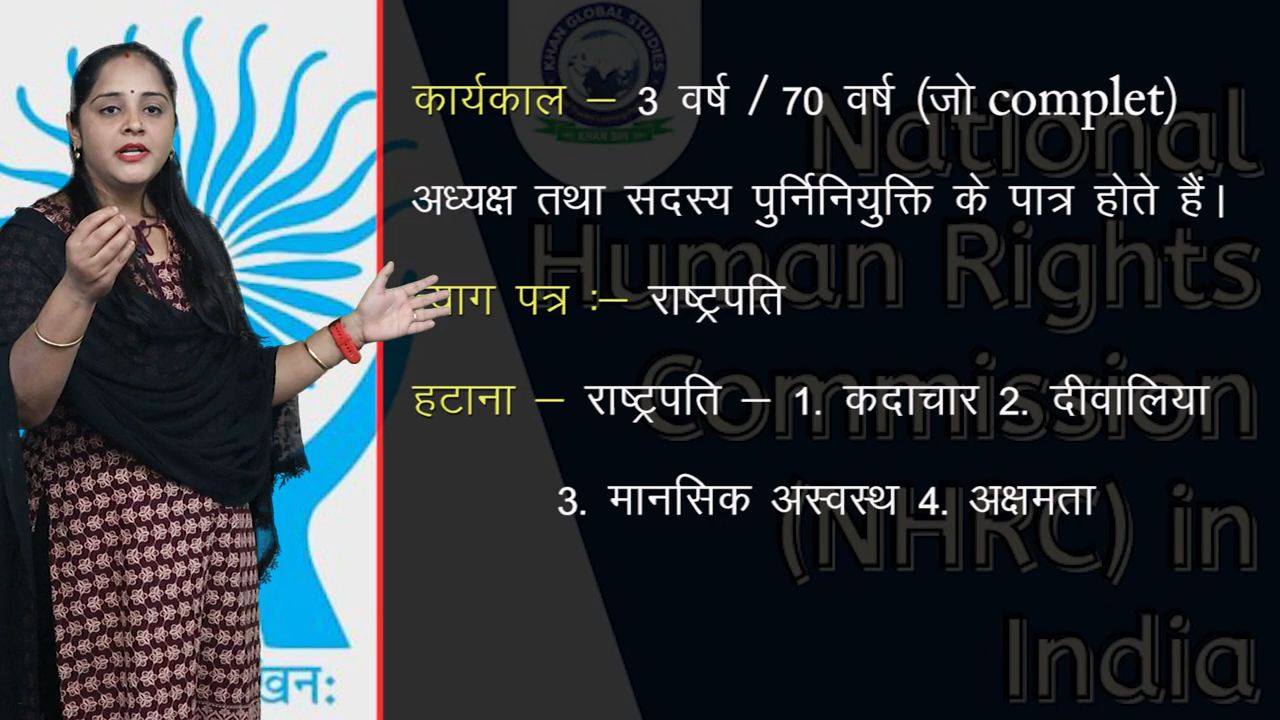 KHAN GLOBAL STUDIES
कार्यकाल – 3 वर्ष / 70 वर्ष (जो complet)
अध्यक्ष तथा सदस्य पुर्निनियुक्ति के पात्र होते हैं।
पत्र :– राष्ट्रपति
हटाना – राष्ट्रपति – 1. कदाचार 2. दीवालिया
3. मानसिक अस्वस्थ 4. अक्षमता
National
Human Rights
Commission
(NHRC) in
India